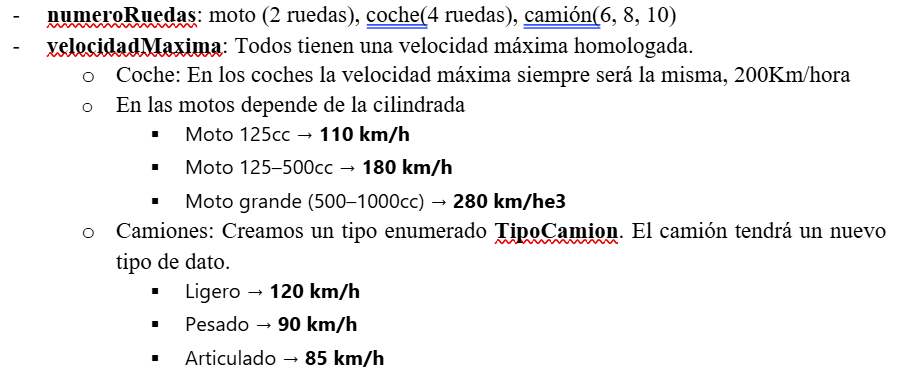 - numeroRuedas: moto (2 ruedas), coche(4 ruedas), camión(6, 8, 10)
- velocidadMaxima: Todos tienen una velocidad máxima homologada.
o Coche: En los coches la velocidad máxima siempre será la misma, 200Km/hora
o En las motos depende de la cilindrada
▪ Moto 125cc → 110 km/h
▪ Moto 125–500cc → 180 km/h
▪ Moto grande (500–1000cc) → 280 km/he3
o Camiones: Creamos un tipo enumerado TipoCamion. El camión tendrá un nuevo
tipo de dato.
▪ Ligero → 120 km/h
▪ Pesado → 90 km/h
▪ Articulado → 85 km/h